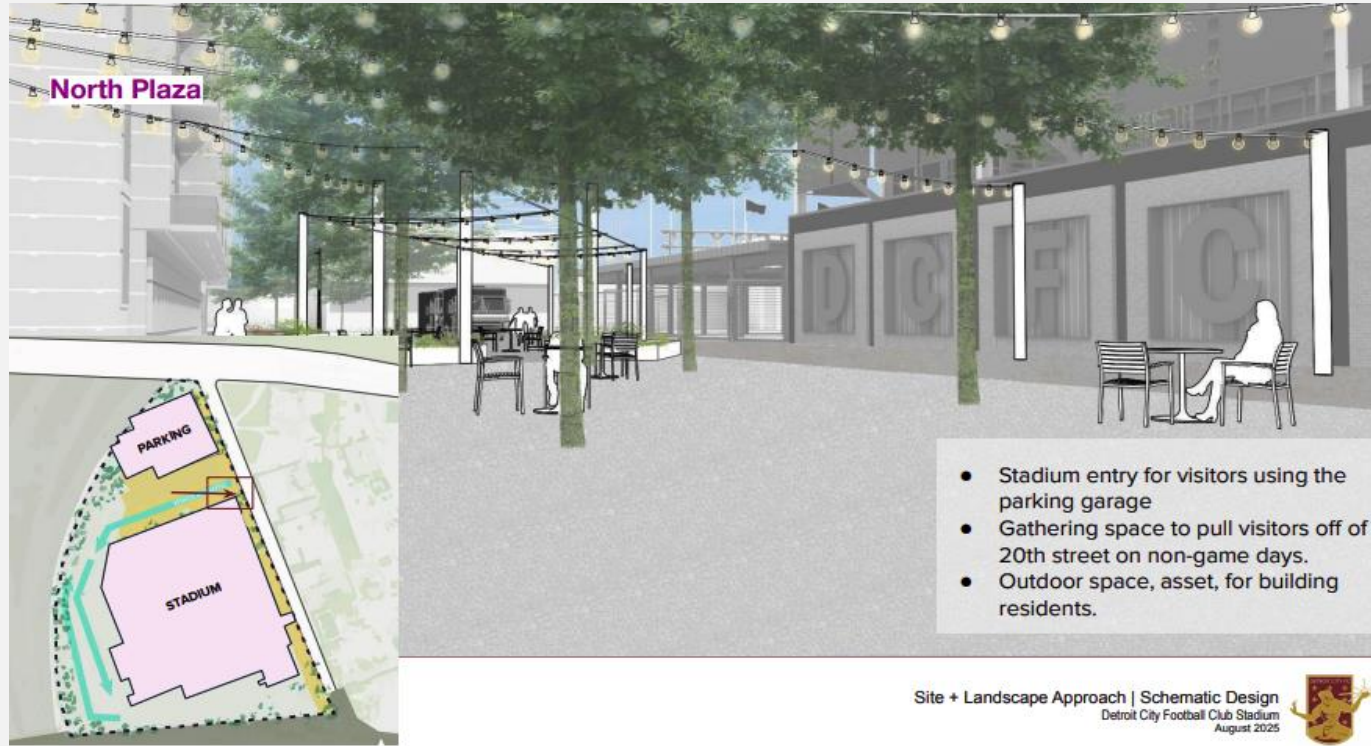 North Plaza
D C F C
PARKING
STADIUM
● Stadium entry for visitors using the
parking garage
● Gathering space to pull visitors off of
20th street on non-game days.
● Outdoor space, asset, for building
residents.
Site + Landscape Approach | Schematic Design
Detroit City Football Club Stadium
August 2025